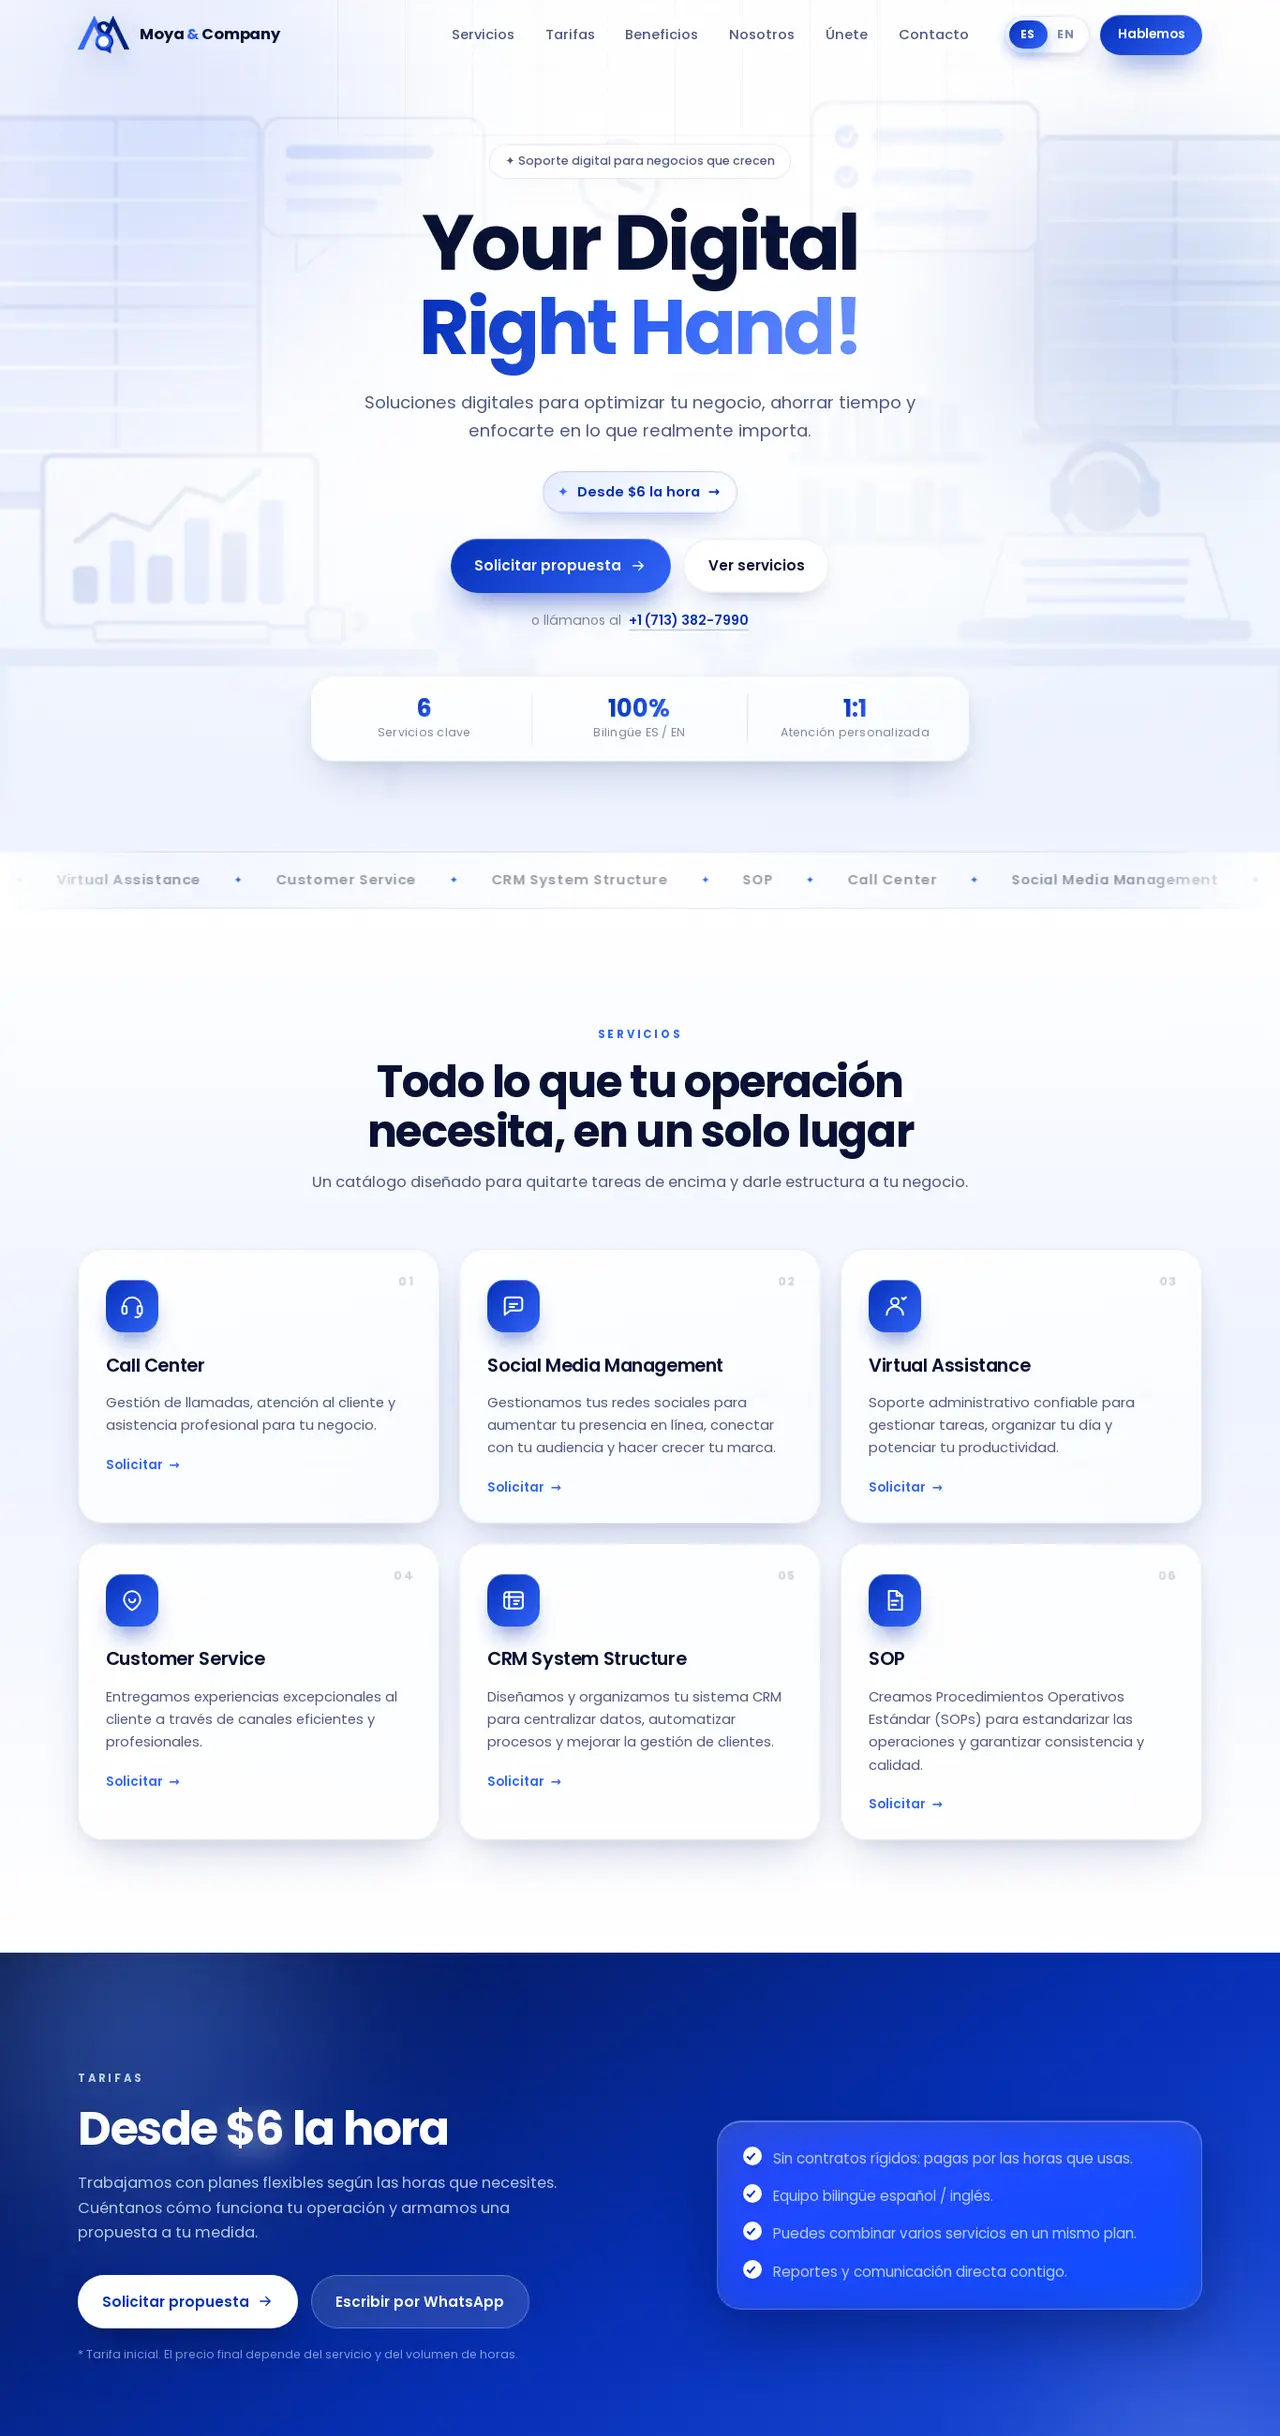 Moya & Company
Servicios
Tarifas
Beneficios
Nosotros
Únete
Contacto
ES
EN
Hablemos
✦ Soporte digital para negocios que crecen
Your Digital
Right Hand!
Soluciones digitales para optimizar tu negocio, ahorrar tiempo y
enfocarte en lo que realmente importa.
✦ Desde $6 la hora →
Solicitar propuesta →
Ver servicios
o llámanos al +1 (713) 382-7990
6
Servicios clave
100%
Bilingüe ES / EN
1:1
Atención personalizada
Virtual Assistance ✦ Customer Service ✦ CRM System Structure ✦ SOP ✦ Call Center ✦ Social Media Management
SERVICIOS
Todo lo que tu operación
necesita, en un solo lugar
Un catálogo diseñado para quitarte tareas de encima y darle estructura a tu negocio.
01
Call Center
Gestión de llamadas, atención al cliente y
asistencia profesional para tu negocio.
Solicitar →
02
Social Media Management
Gestionamos tus redes sociales para
aumentar tu presencia en línea, conectar
con tu audiencia y hacer crecer tu marca.
Solicitar →
03
Virtual Assistance
Soporte administrativo confiable para
gestionar tareas, organizar tu día y
potenciar tu productividad.
Solicitar →
04
Customer Service
Entregamos experiencias excepcionales al
cliente a través de canales eficientes y
profesionales.
Solicitar →
05
CRM System Structure
Diseñamos y organizamos tu sistema CRM
para centralizar datos, automatizar
procesos y mejorar la gestión de clientes.
Solicitar →
06
SOP
Creamos Procedimientos Operativos
Estándar (SOPs) para estandarizar las
operaciones y garantizar consistencia y
calidad.
Solicitar →
TARIFAS
Desde $6 la hora
Trabajamos con planes flexibles según las horas que necesites.
Cuéntanos cómo funciona tu operación y armamos una
propuesta a tu medida.
Solicitar propuesta →
Escribir por WhatsApp
* Tarifa inicial. El precio final depende del servicio y del volumen de horas.
Sin contratos rígidos: pagas por las horas que usas.
Equipo bilingüe español / inglés.
Puedes combinar varios servicios en un mismo plan.
Reportes y comunicación directa contigo.